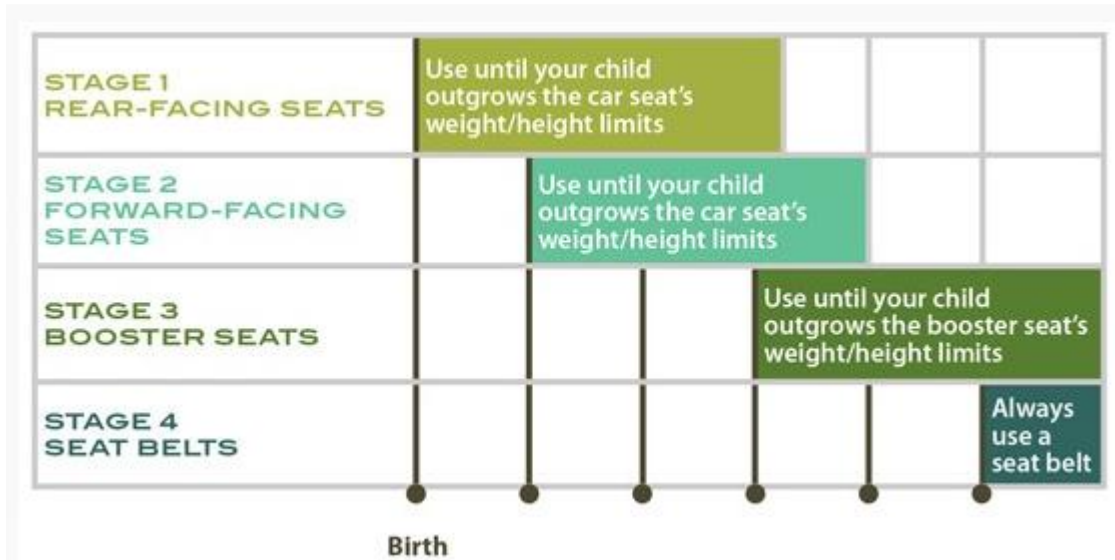 STAGE 1
REAR-FACING SEATS
Use until your child
outgrows the car seat's
weight/height limits
STAGE 2
FORWARD-FACING
SEATS
Use until your child
outgrows the car seat's
weight/height limits
STAGE 3
BOOSTER SEATS
Use until your child
outgrows the booster seat's
weight/height limits
STAGE 4
SEAT BELTS
Always
use a
seat belt
Birth